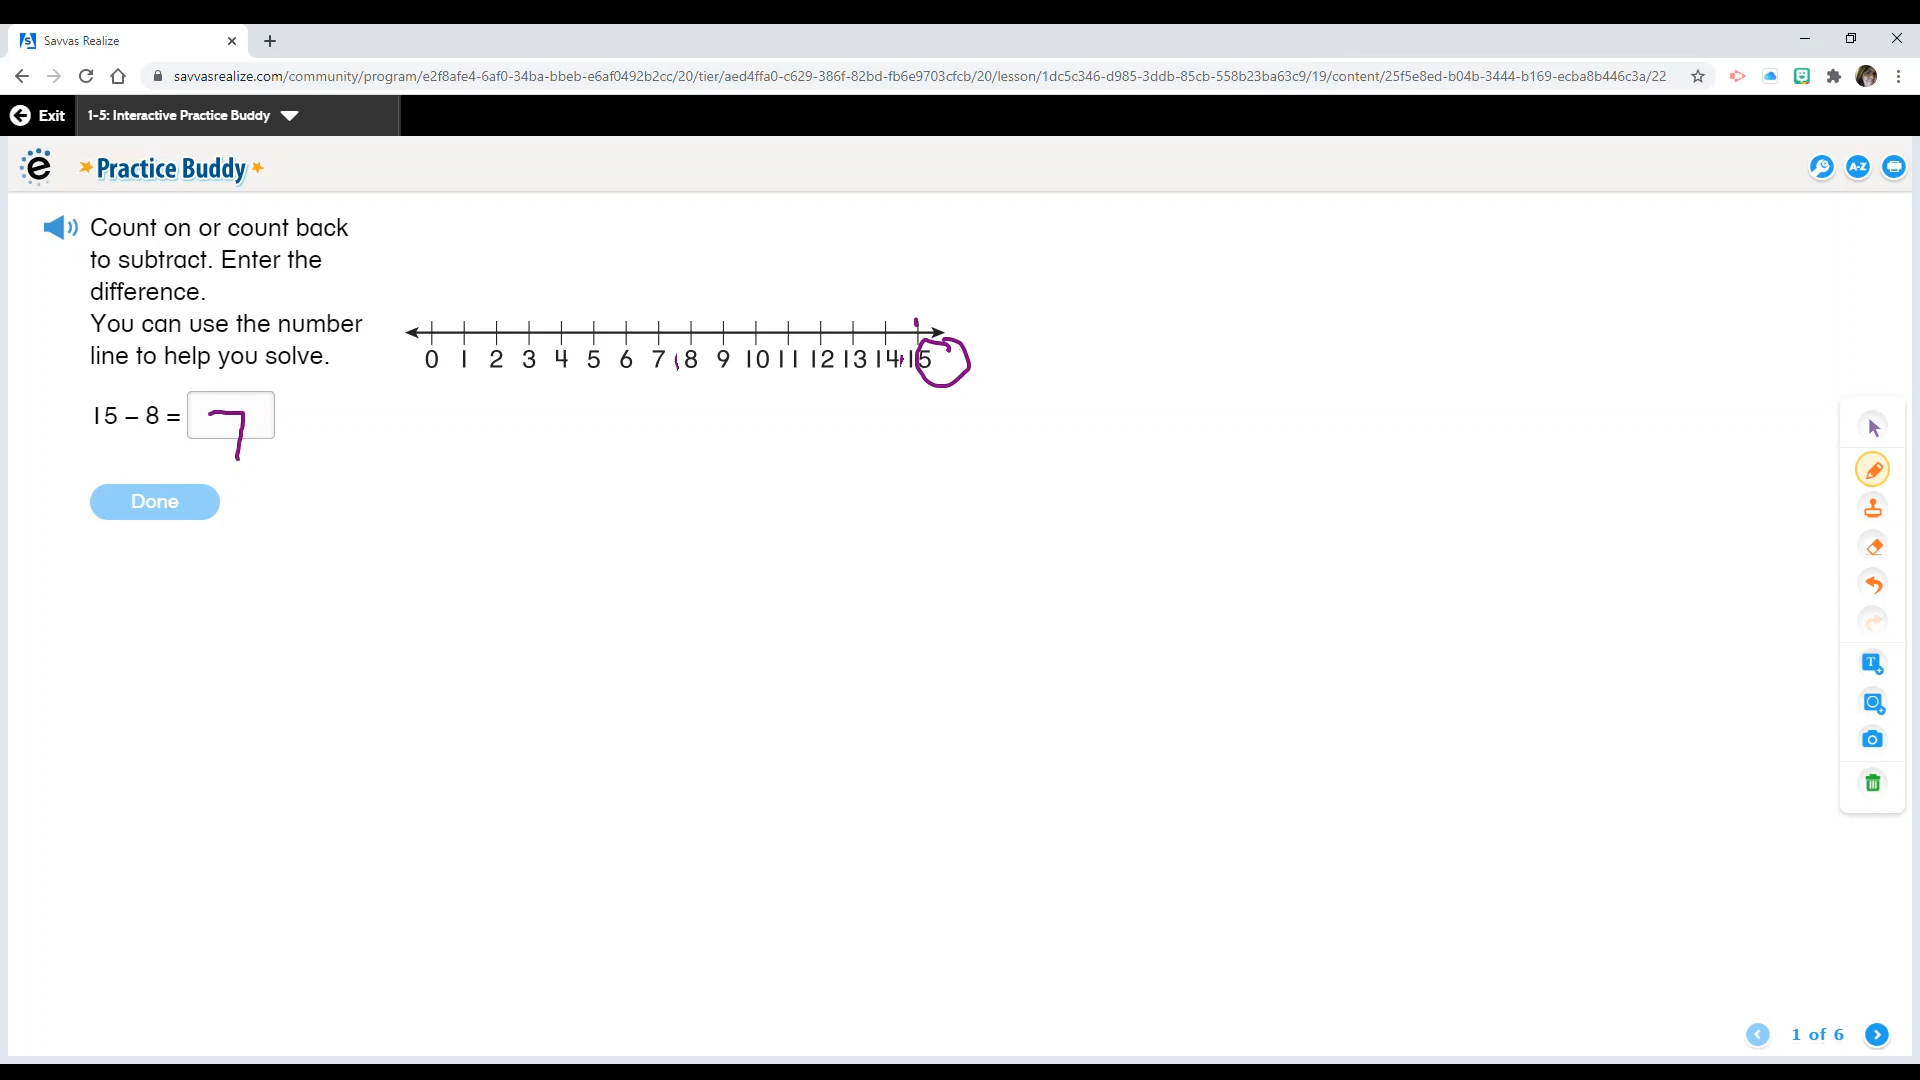 Savvas Realize
savvasrealize.com/community/program/e2f8afe4-6af0-34ba-bbeb-e6af0492b2cc/20/tier/aed4ffa0-c629-386f-82bd-fb6e9703cfcb/20/lesson/1dc5c346-d985-3ddb-85cb-558b23ba63c9/19/content/25f5e8ed-b04b-3444-b169-ecba8b446c3a/22
Exit
1-5: Interactive Practice Buddy
e
Practice Buddy
A-Z
Count on or count back
to subtract. Enter the
difference.
You can use the number
line to help you solve.
0 1 2 3 4 5 6 7 8 9 10 11 12 13 14 15
15 – 8 = 7
Done
T
1 of 6